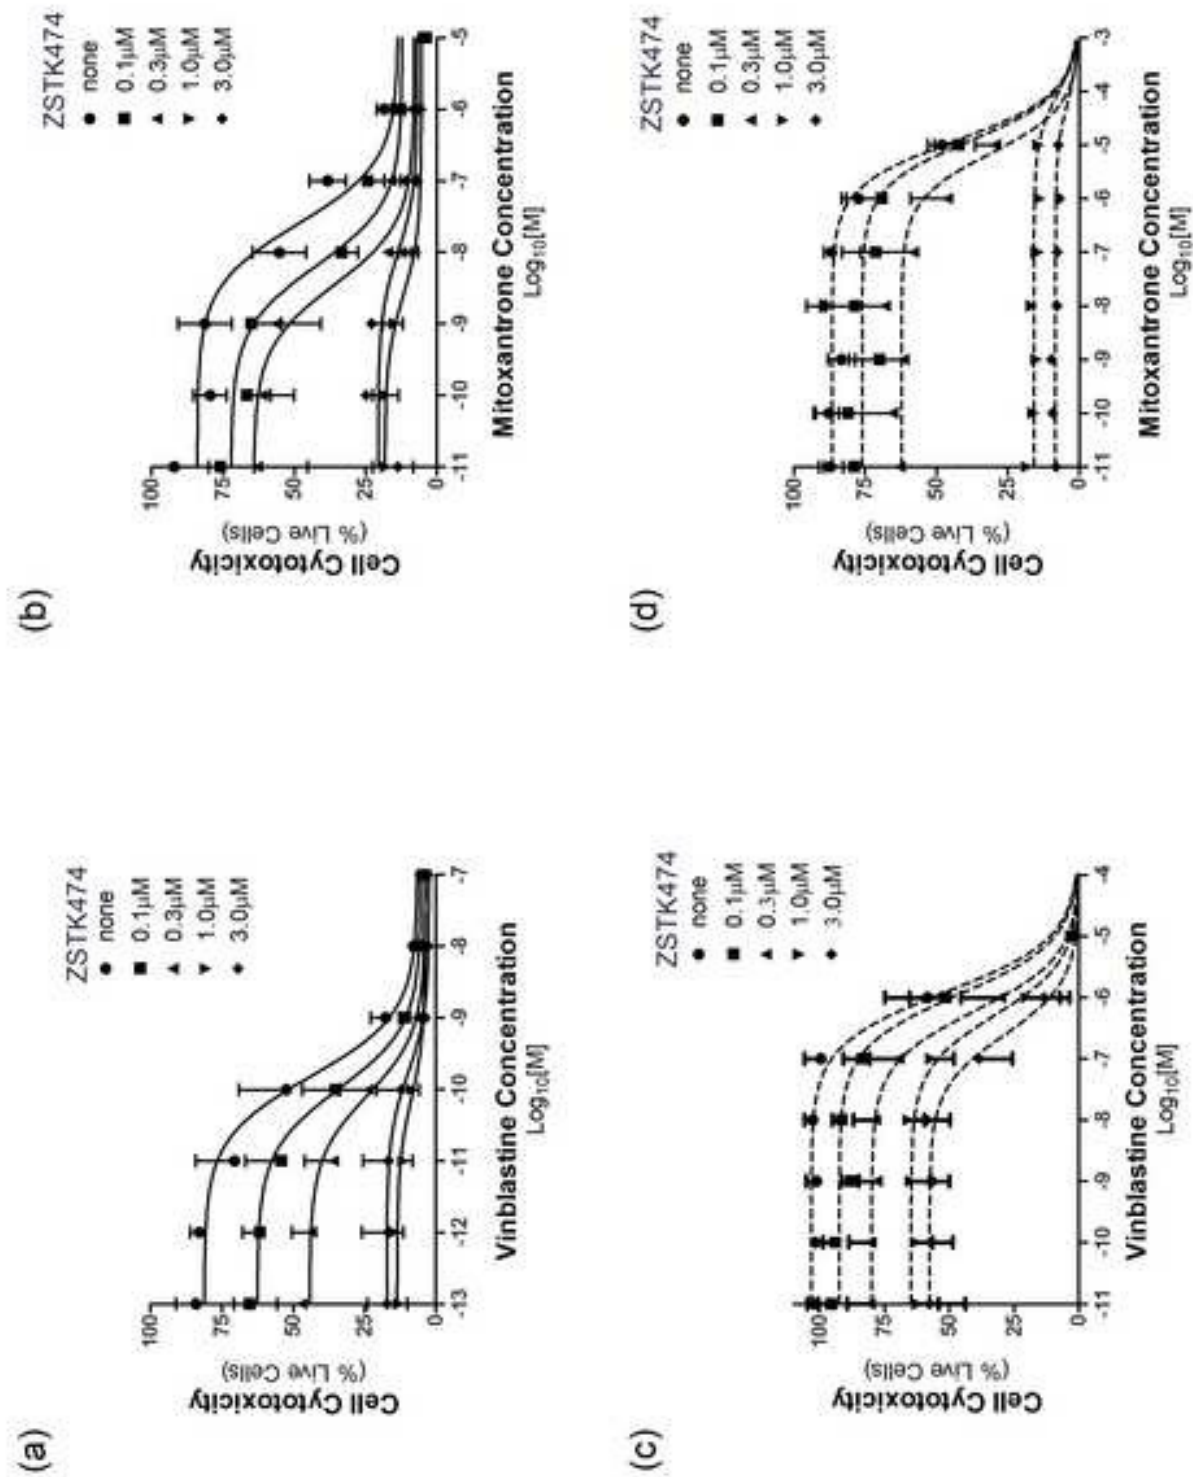 (a)
100
75
50
25
0
Cell Cytotoxicity
(% Live Cells)
-13
-12
-11
-10
-9
-8
-7
Vinblastine Concentration
Log₁₀[M]
ZSTK474
none
0.1µM
0.3µM
1.0µM
3.0µM
(b)
100
75
50
25
0
Cell Cytotoxicity
(% Live Cells)
-11
-10
-9
-8
-7
-6
-5
Mitoxantrone Concentration
Log₁₀[M]
ZSTK474
none
0.1µM
0.3µM
1.0µM
3.0µM
(c)
100
75
50
25
0
Cell Cytotoxicity
(% Live Cells)
-11
-10
-9
-8
-7
-6
-5
-4
Vinblastine Concentration
Log₁₀[M]
ZSTK474
none
0.1µM
0.3µM
1.0µM
3.0µM
(d)
100
75
50
25
0
Cell Cytotoxicity
(% Live Cells)
-11
-10
-9
-8
-7
-6
-5
-4
-3
Mitoxantrone Concentration
Log₁₀[M]
ZSTK474
none
0.1µM
0.3µM
1.0µM
3.0µM